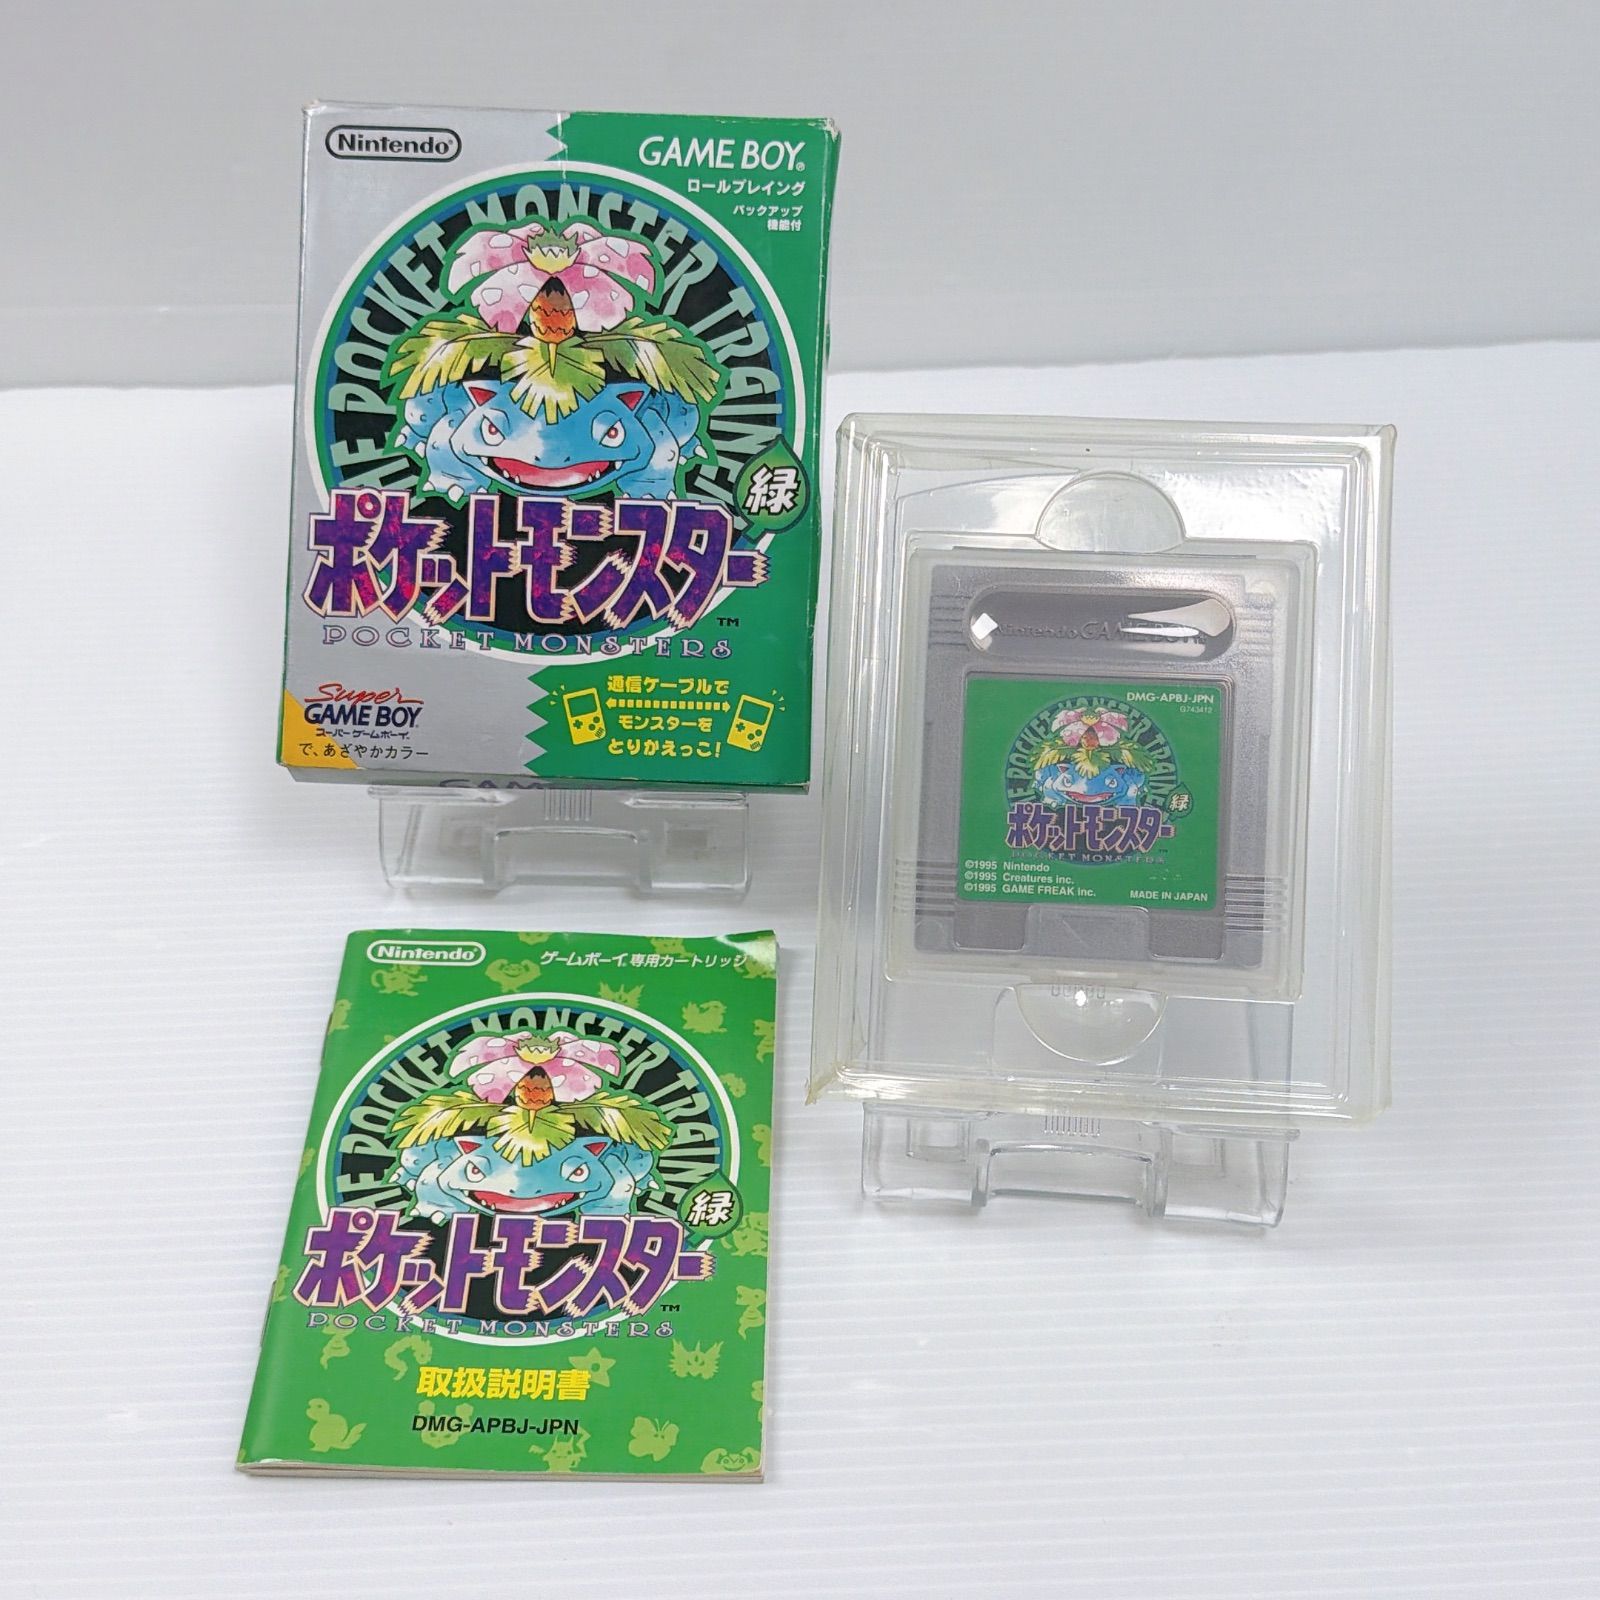 Nintendo
GAME BOY®
ロールプレイング
バックアップ
機能付
THE POCKET MONSTER TRAINER
緑
ポケットモンスター
™
POCKET MONSTERS
Super
GAME BOY
スーパーゲームボーイ
で、あざやかカラー
通信ケーブルで
モンスターを
とりかえっこ!
GAME
Nintendo GAME BOY
DMG-APBJ-JPN
G743412
THE POCKET MONSTER TRAINER
緑
ポケットモンスター
POCKET MONSTERS
©1995 Nintendo
©1995 Creatures inc.
©1995 GAME FREAK inc.
MADE IN JAPAN
Nintendo®
ゲームボーイ®専用カートリッジ
THE POCKET MONSTER TRAINER
緑
ポケットモンスター
™
POCKET MONSTERS
取扱説明書
DMG-APBJ-JPN